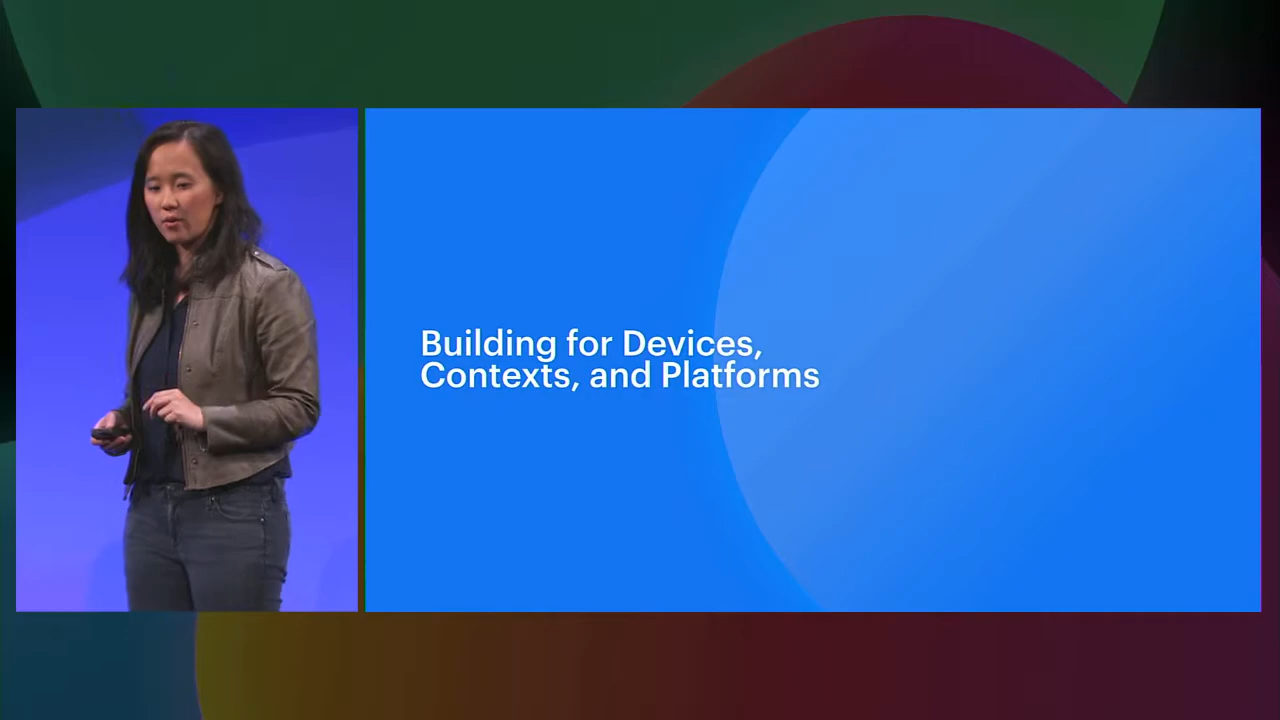 Building for Devices,
Contexts, and Platforms